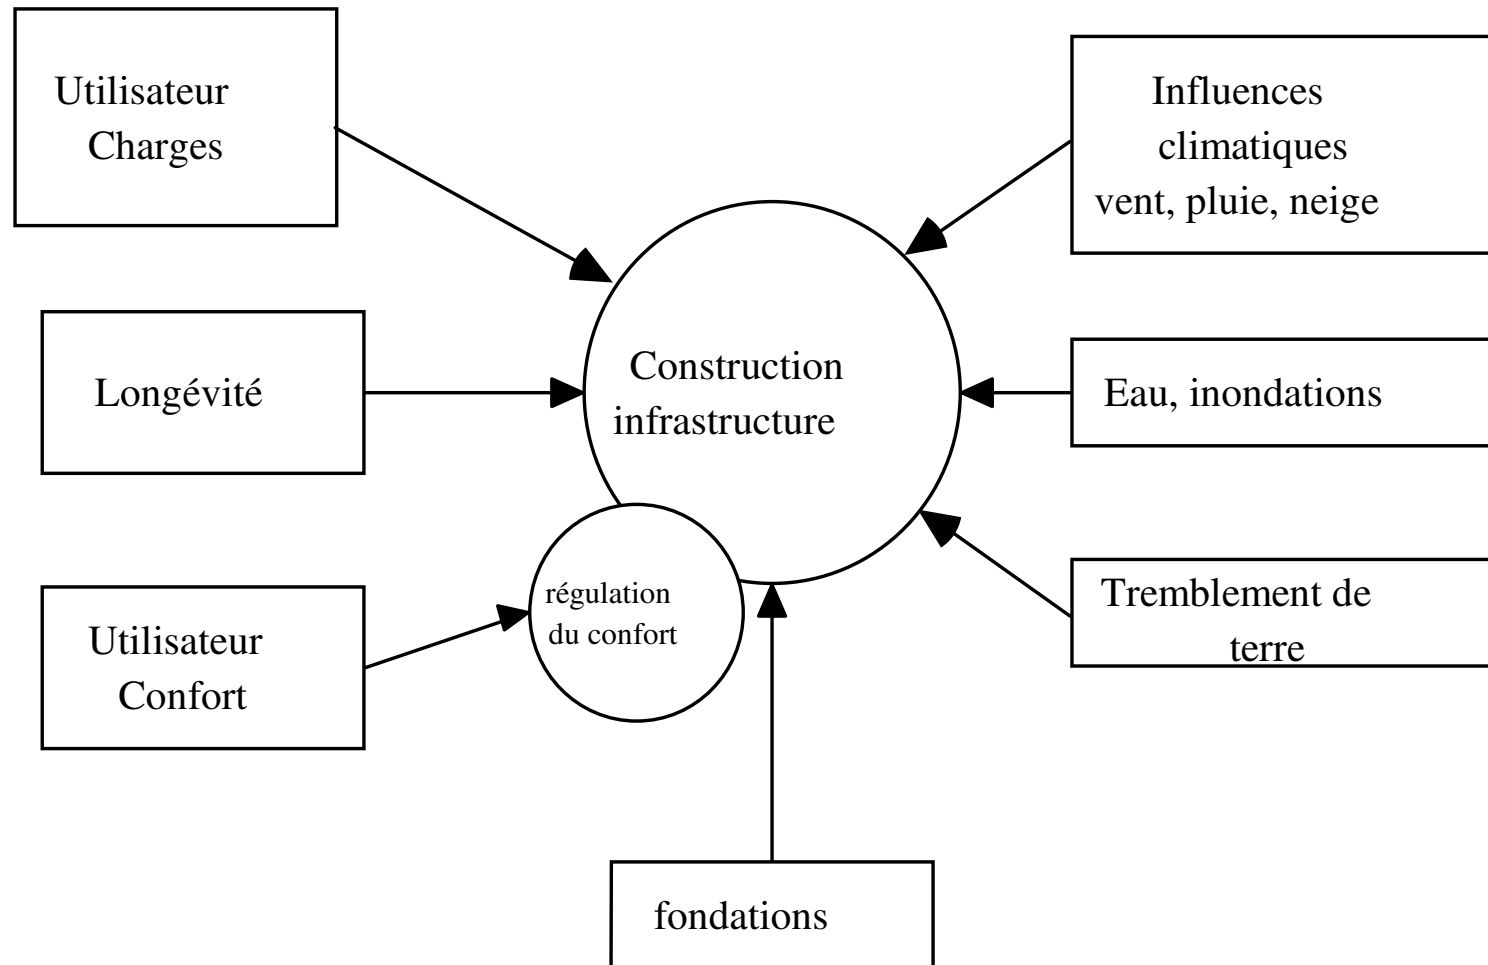 Utilisateur
Charges
Influences
climatiques
vent, pluie, neige
Longévité
Construction
infrastructure
Eau, inondations
Utilisateur
Confort
régulation
du confort
Tremblement de
terre
fondations